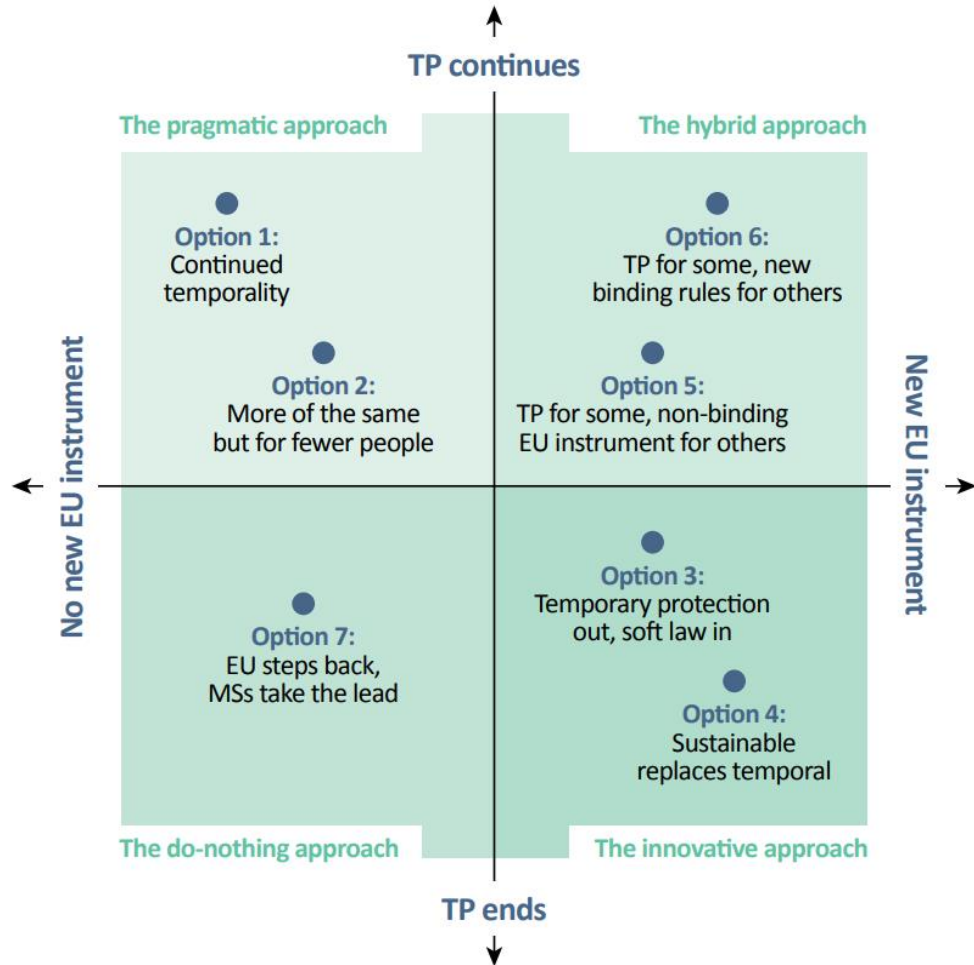 TP continues
The pragmatic approach
The hybrid approach
Option 1:
Continued
temporality
Option 6:
TP for some, new
binding rules for others
Option 2:
More of the same
but for fewer people
Option 5:
TP for some, non-binding
EU instrument for others
No new EU instrument
New EU instrument
Option 7:
EU steps back,
MSs take the lead
Option 3:
Temporary protection
out, soft law in
Option 4:
Sustainable
replaces temporal
The do-nothing approach
The innovative approach
TP ends